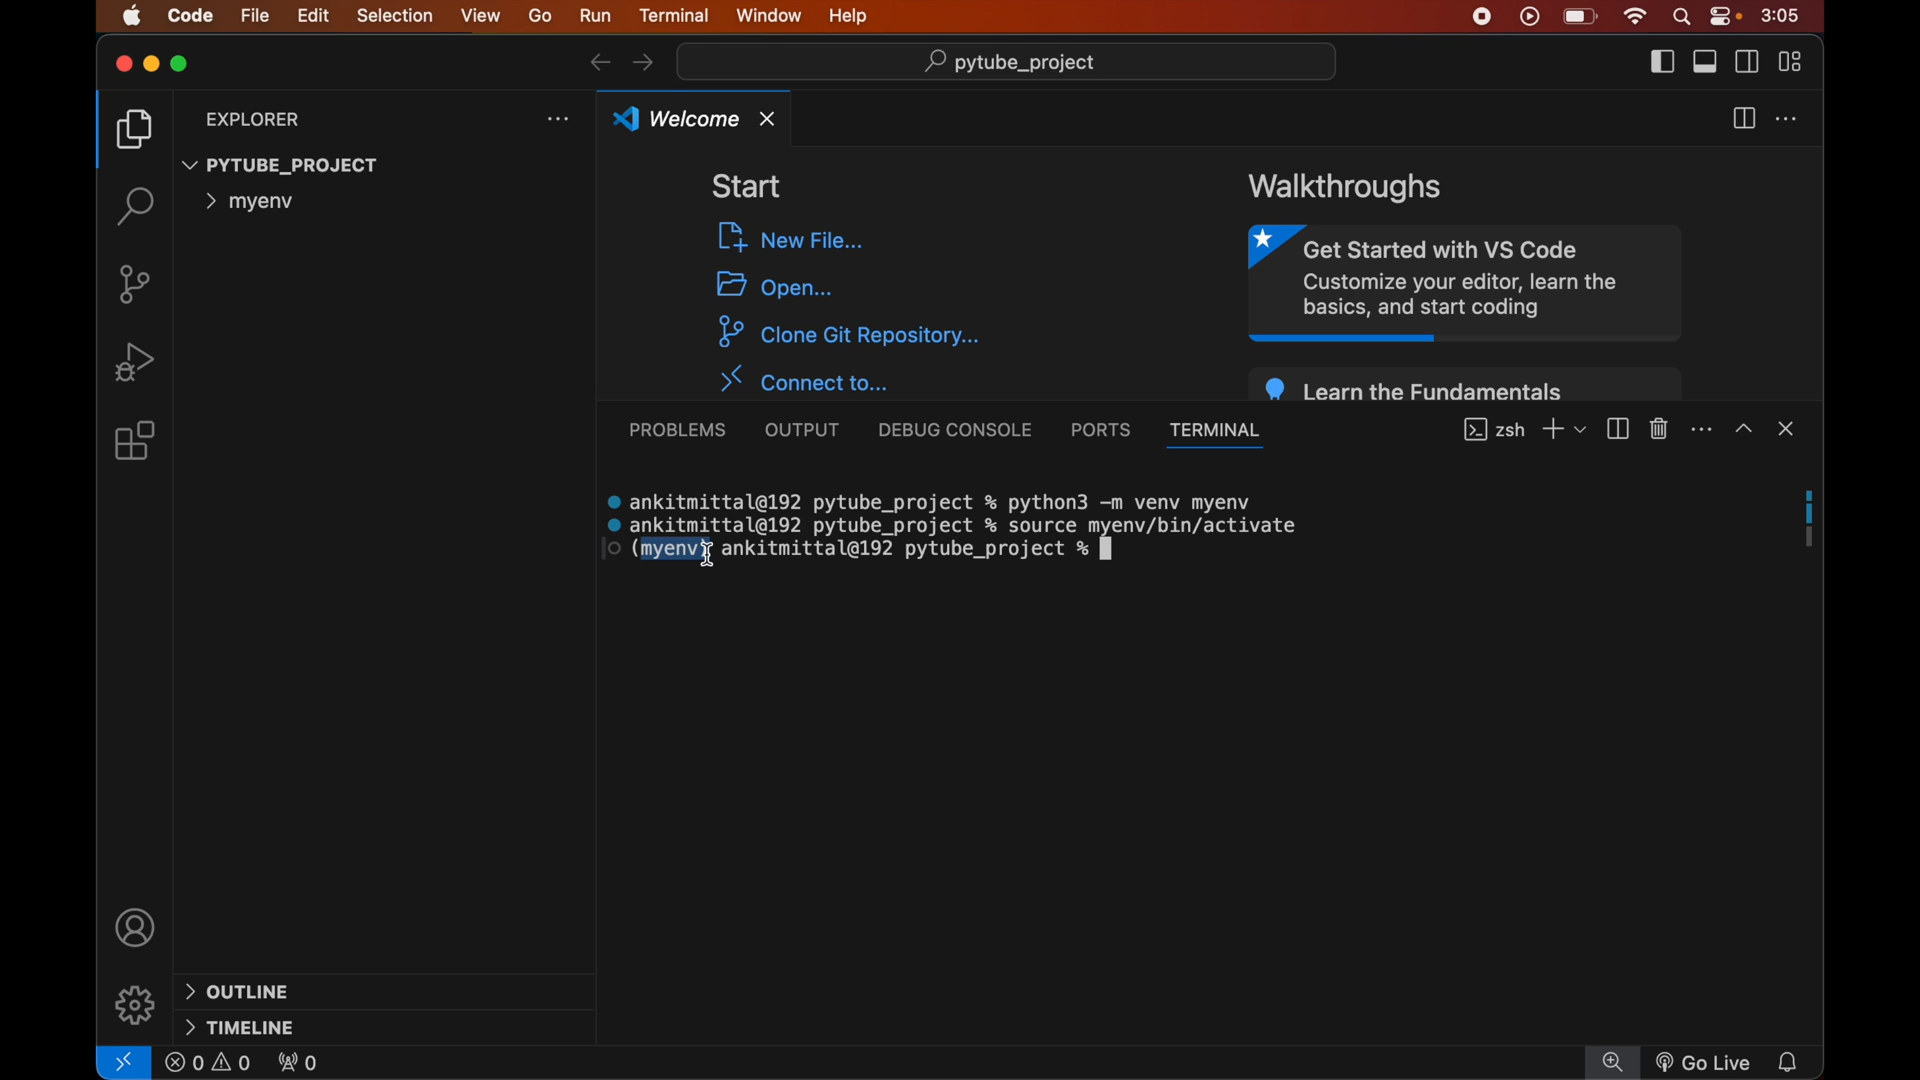 Code File Edit Selection View Go Run Terminal Window Help 3:05
pytube_project
EXPLORER
PYTUBE_PROJECT
myenv
OUTLINE
TIMELINE
Welcome
Start
New File...
Open...
Clone Git Repository...
Connect to...
Walkthroughs
Get Started with VS Code
Customize your editor, learn the
basics, and start coding
Learn the Fundamentals
PROBLEMS OUTPUT DEBUG CONSOLE PORTS TERMINAL zsh
ankitmittal@192 pytube_project % python3 -m venv myenv
ankitmittal@192 pytube_project % source myenv/bin/activate
(myenv) ankitmittal@192 pytube_project %
0 0 0 Go Live